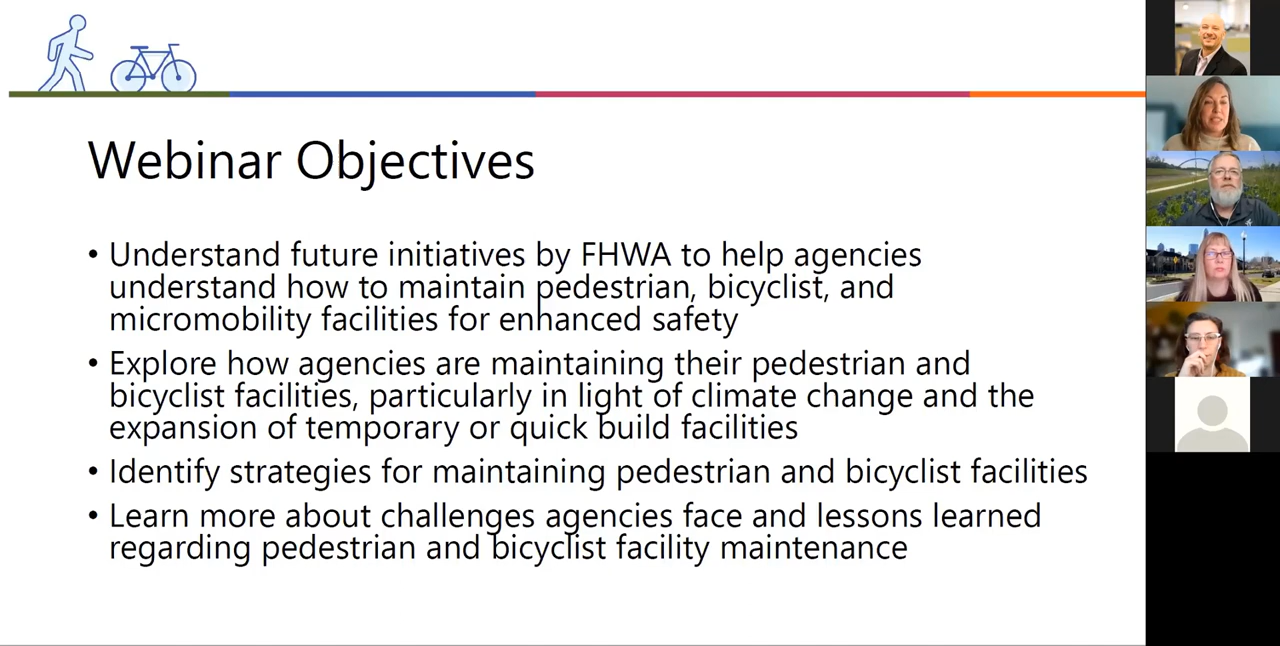 Webinar Objectives
• Understand future initiatives by FHWA to help agencies
understand how to maintain pedestrian, bicyclist, and
micromobility facilities for enhanced safety
• Explore how agencies are maintaining their pedestrian and
bicyclist facilities, particularly in light of climate change and the
expansion of temporary or quick build facilities
• Identify strategies for maintaining pedestrian and bicyclist facilities
• Learn more about challenges agencies face and lessons learned
regarding pedestrian and bicyclist facility maintenance